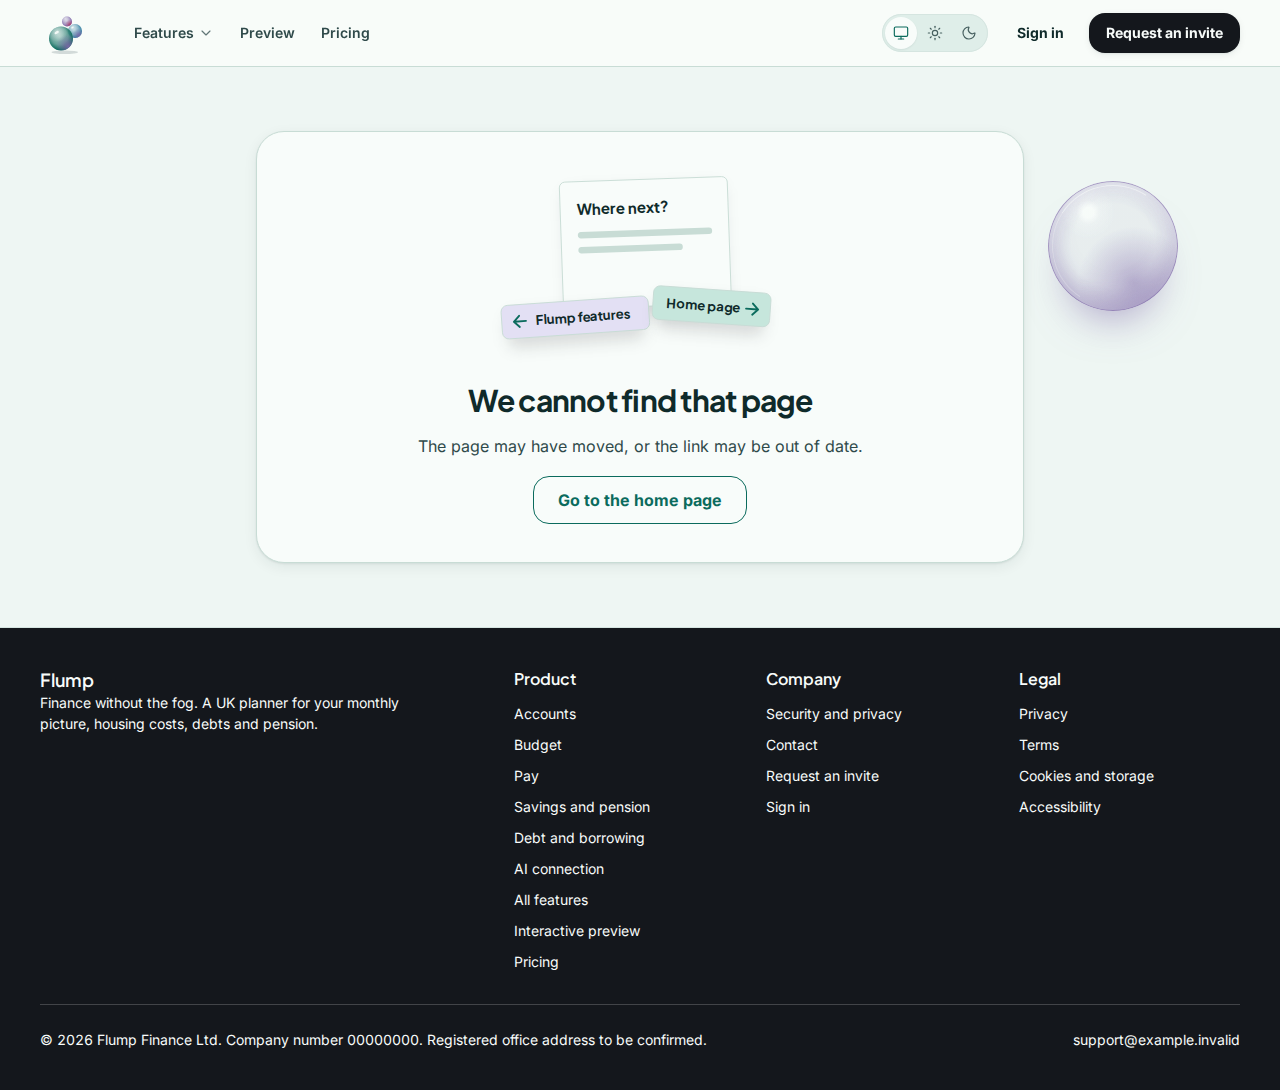 Features
Preview
Pricing
Sign in
Request an invite
Where next?
Flump features
Home page
We cannot find that page
The page may have moved, or the link may be out of date.
Go to the home page
Flump
Finance without the fog. A UK planner for your monthly
picture, housing costs, debts and pension.
Product
Accounts
Budget
Pay
Savings and pension
Debt and borrowing
AI connection
All features
Interactive preview
Pricing
Company
Security and privacy
Contact
Request an invite
Sign in
Legal
Privacy
Terms
Cookies and storage
Accessibility
© 2026 Flump Finance Ltd. Company number 00000000. Registered office address to be confirmed.
support@example.invalid